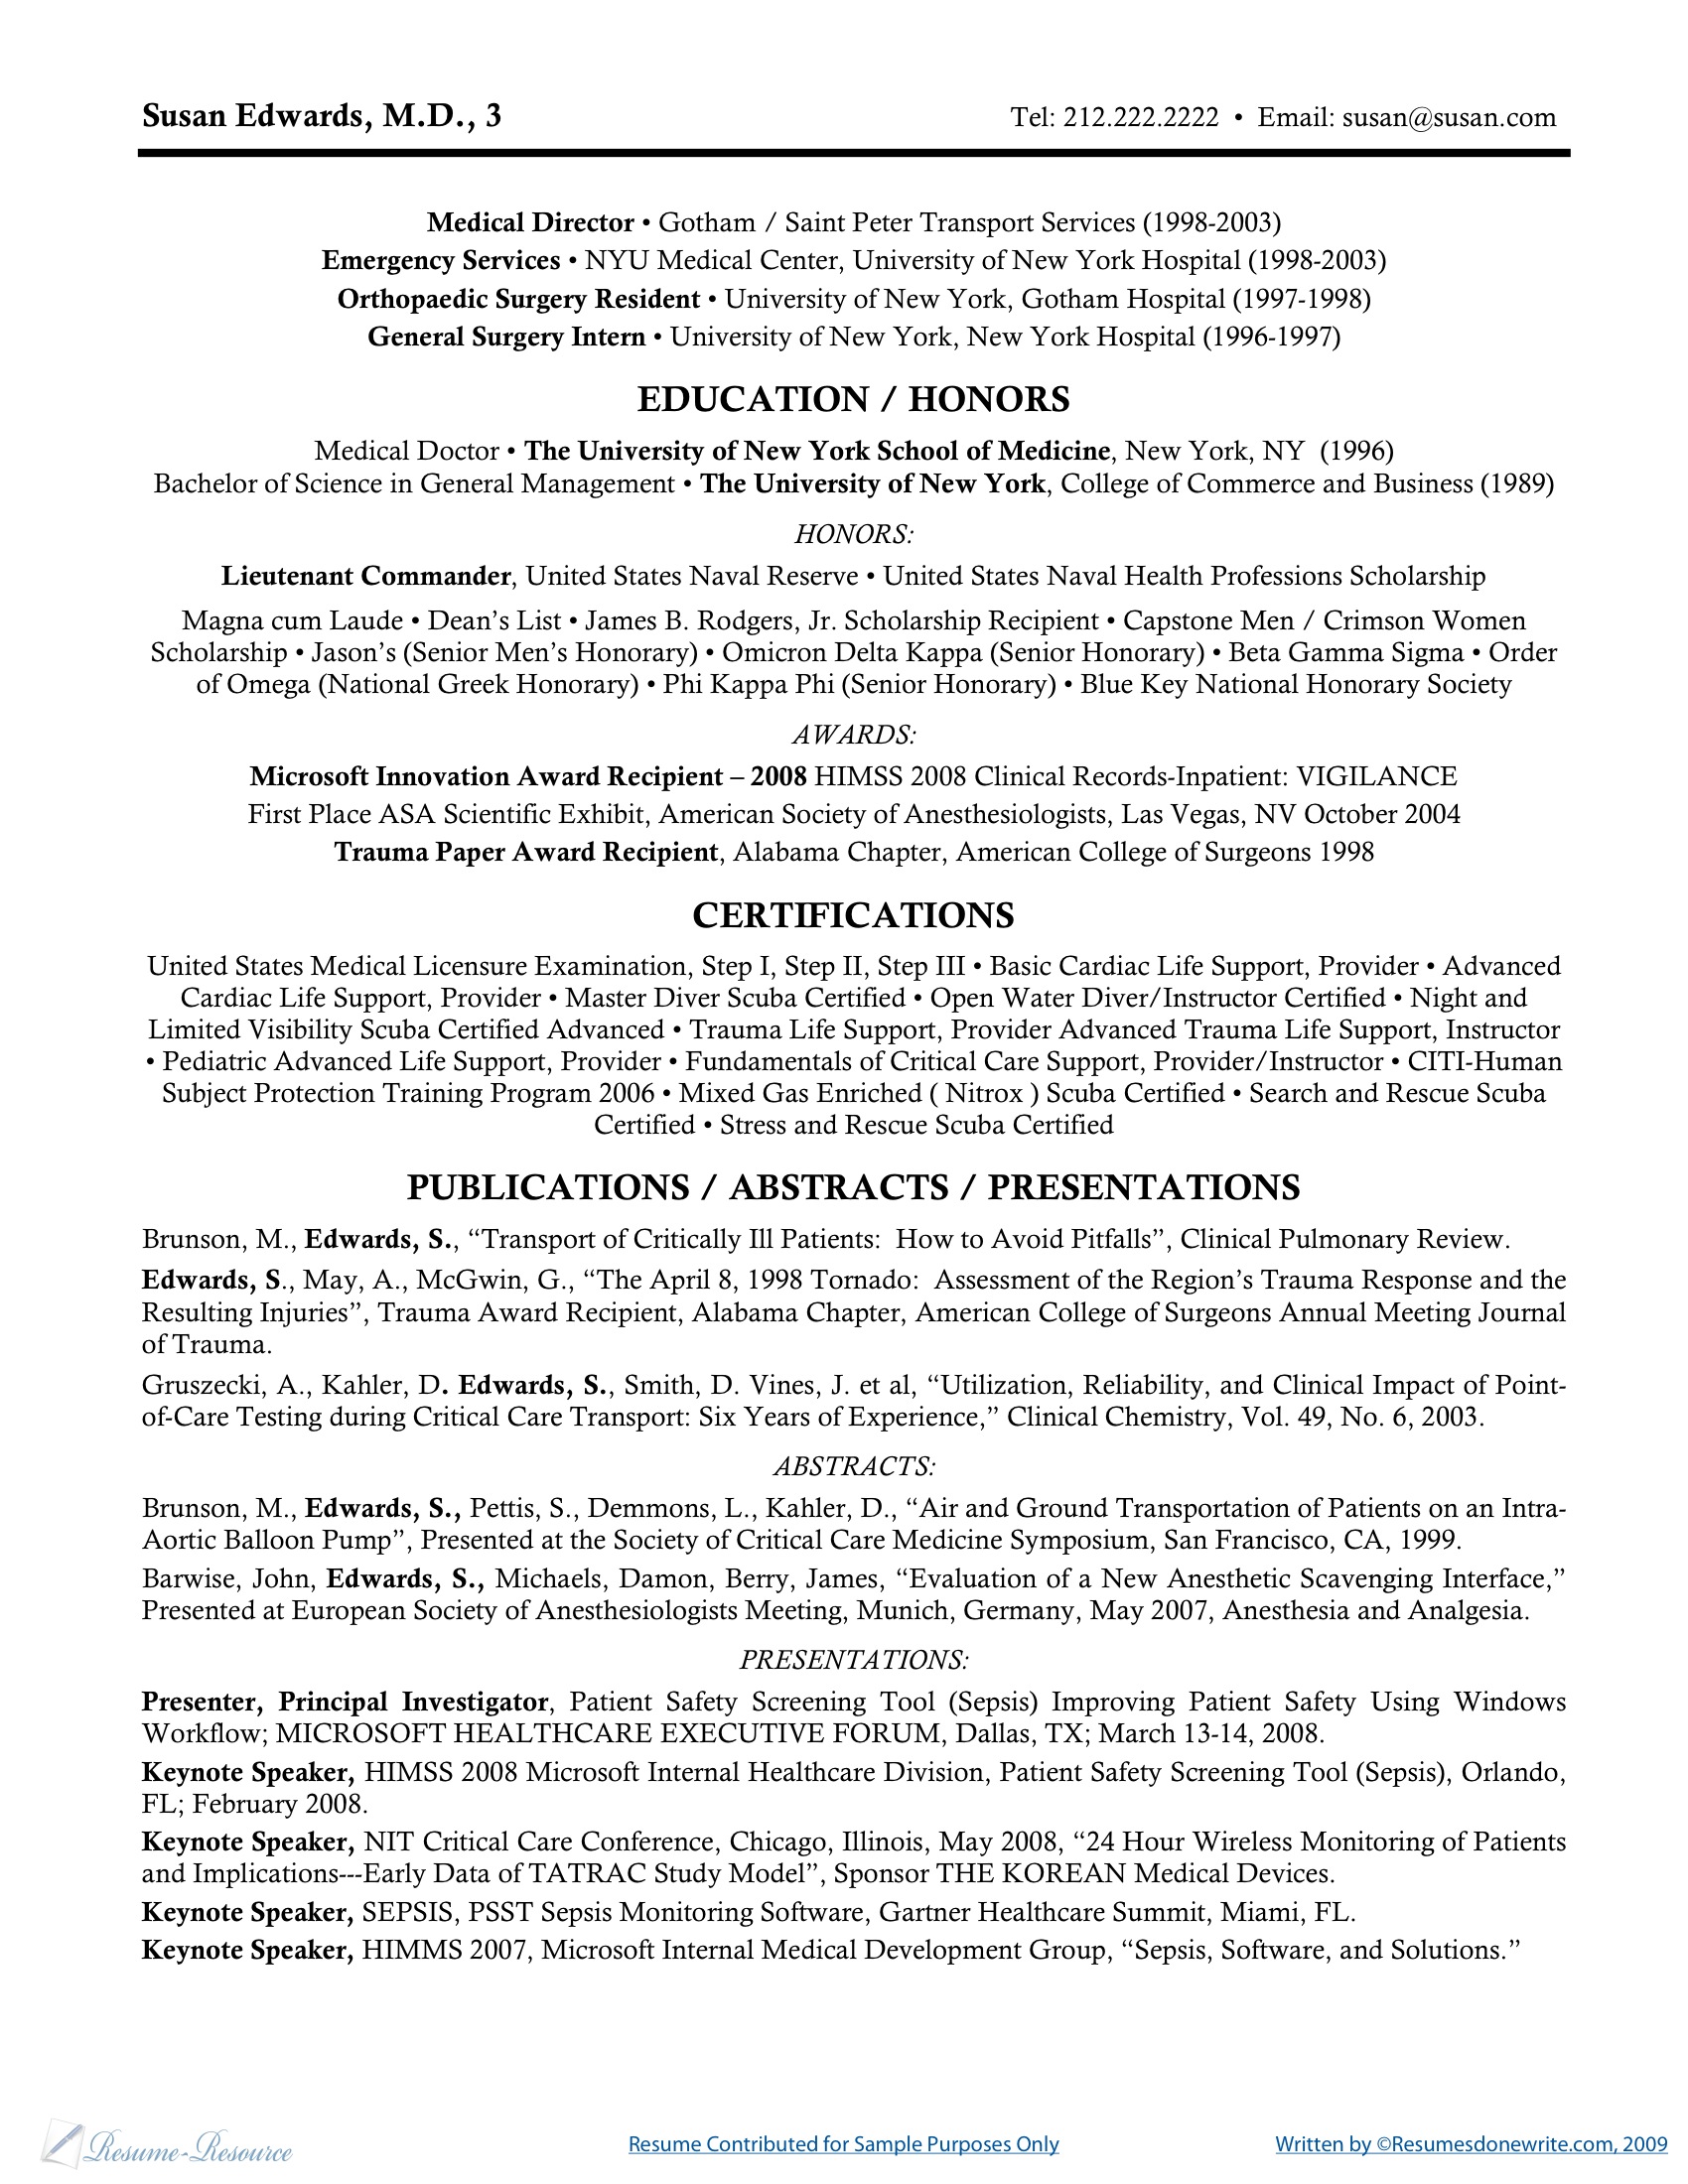 Susan Edwards, M.D., 3 Tel: 212.222.2222 • Email: susan@susan.com
Medical Director • Gotham / Saint Peter Transport Services (1998-2003)
Emergency Services • NYU Medical Center, University of New York Hospital (1998-2003)
Orthopaedic Surgery Resident • University of New York, Gotham Hospital (1997-1998)
General Surgery Intern • University of New York, New York Hospital (1996-1997)
EDUCATION / HONORS
Medical Doctor • The University of New York School of Medicine, New York, NY  (1996)
Bachelor of Science in General Management • The University of New York, College of Commerce and Business (1989)
HONORS:
Lieutenant Commander, United States Naval Reserve • United States Naval Health Professions Scholarship
Magna cum Laude • Dean’s List • James B. Rodgers, Jr. Scholarship Recipient • Capstone Men / Crimson Women
Scholarship • Jason’s (Senior Men’s Honorary) • Omicron Delta Kappa (Senior Honorary) • Beta Gamma Sigma • Order
of Omega (National Greek Honorary) • Phi Kappa Phi (Senior Honorary) • Blue Key National Honorary Society
AWARDS:
Microsoft Innovation Award Recipient – 2008 HIMSS 2008 Clinical Records-Inpatient: VIGILANCE
First Place ASA Scientific Exhibit, American Society of Anesthesiologists, Las Vegas, NV October 2004
Trauma Paper Award Recipient, Alabama Chapter, American College of Surgeons 1998
CERTIFICATIONS
United States Medical Licensure Examination, Step I, Step II, Step III • Basic Cardiac Life Support, Provider • Advanced
Cardiac Life Support, Provider • Master Diver Scuba Certified • Open Water Diver/Instructor Certified • Night and
Limited Visibility Scuba Certified Advanced • Trauma Life Support, Provider Advanced Trauma Life Support, Instructor
• Pediatric Advanced Life Support, Provider • Fundamentals of Critical Care Support, Provider/Instructor • CITI-Human
Subject Protection Training Program 2006 • Mixed Gas Enriched ( Nitrox ) Scuba Certified • Search and Rescue Scuba
Certified • Stress and Rescue Scuba Certified
PUBLICATIONS / ABSTRACTS / PRESENTATIONS
Brunson, M., Edwards, S., “Transport of Critically Ill Patients:  How to Avoid Pitfalls”, Clinical Pulmonary Review.
Edwards, S., May, A., McGwin, G., “The April 8, 1998 Tornado:  Assessment of the Region’s Trauma Response and the
Resulting Injuries”, Trauma Award Recipient, Alabama Chapter, American College of Surgeons Annual Meeting Journal
of Trauma.
Gruszecki, A., Kahler, D. Edwards, S., Smith, D. Vines, J. et al, “Utilization, Reliability, and Clinical Impact of Point-
of-Care Testing during Critical Care Transport: Six Years of Experience,” Clinical Chemistry, Vol. 49, No. 6, 2003.
ABSTRACTS:
Brunson, M., Edwards, S., Pettis, S., Demmons, L., Kahler, D., “Air and Ground Transportation of Patients on an Intra-
Aortic Balloon Pump”, Presented at the Society of Critical Care Medicine Symposium, San Francisco, CA, 1999.
Barwise, John, Edwards, S., Michaels, Damon, Berry, James, “Evaluation of a New Anesthetic Scavenging Interface,”
Presented at European Society of Anesthesiologists Meeting, Munich, Germany, May 2007, Anesthesia and Analgesia.
PRESENTATIONS:
Presenter, Principal Investigator, Patient Safety Screening Tool (Sepsis) Improving Patient Safety Using Windows
Workflow; MICROSOFT HEALTHCARE EXECUTIVE FORUM, Dallas, TX; March 13-14, 2008.
Keynote Speaker, HIMSS 2008 Microsoft Internal Healthcare Division, Patient Safety Screening Tool (Sepsis), Orlando,
FL; February 2008.
Keynote Speaker, NIT Critical Care Conference, Chicago, Illinois, May 2008, “24 Hour Wireless Monitoring of Patients
and Implications---Early Data of TATRAC Study Model”, Sponsor THE KOREAN Medical Devices.
Keynote Speaker, SEPSIS, PSST Sepsis Monitoring Software, Gartner Healthcare Summit, Miami, FL.
Keynote Speaker, HIMMS 2007, Microsoft Internal Medical Development Group, “Sepsis, Software, and Solutions.”
Resume-Resource Resume Contributed for Sample Purposes Only Written by ©Resumesdonewrite.com, 2009